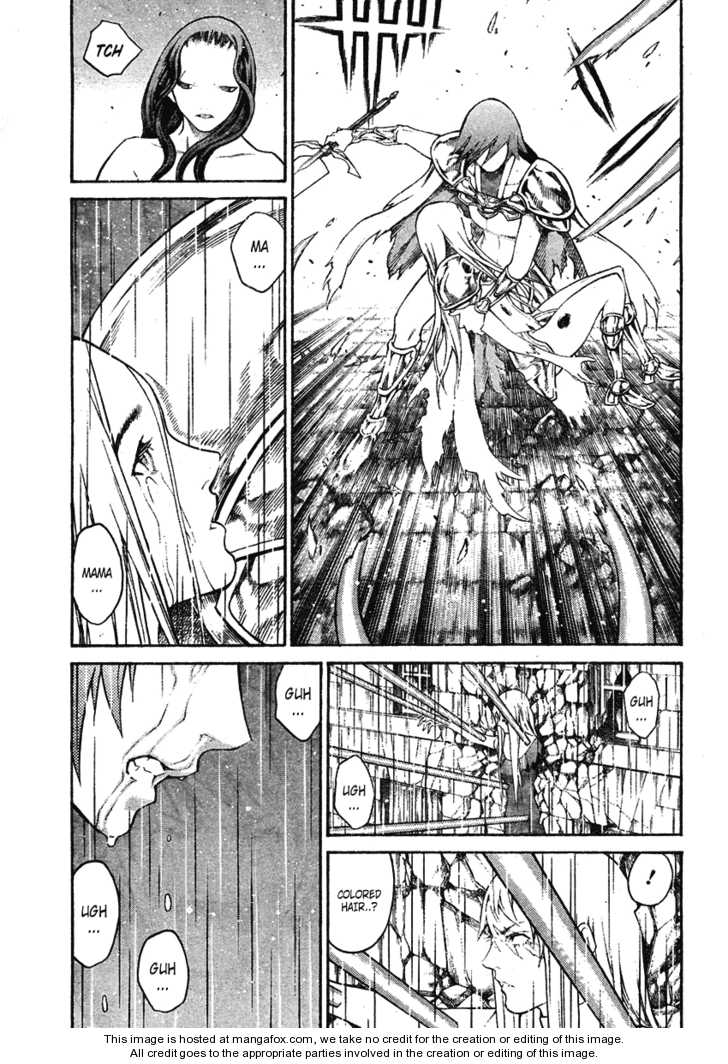 TCH
MA
...
MAMA
...
GUH
...
UGH
...
!
COLORED
HAIR..?
GUH
...
UGH
...
GUH
...
This image is hosted at mangafox.com, we take no credit for the creation or editing of this image.
All credit goes to the appropriate parties involved in the creation or editing of this image.